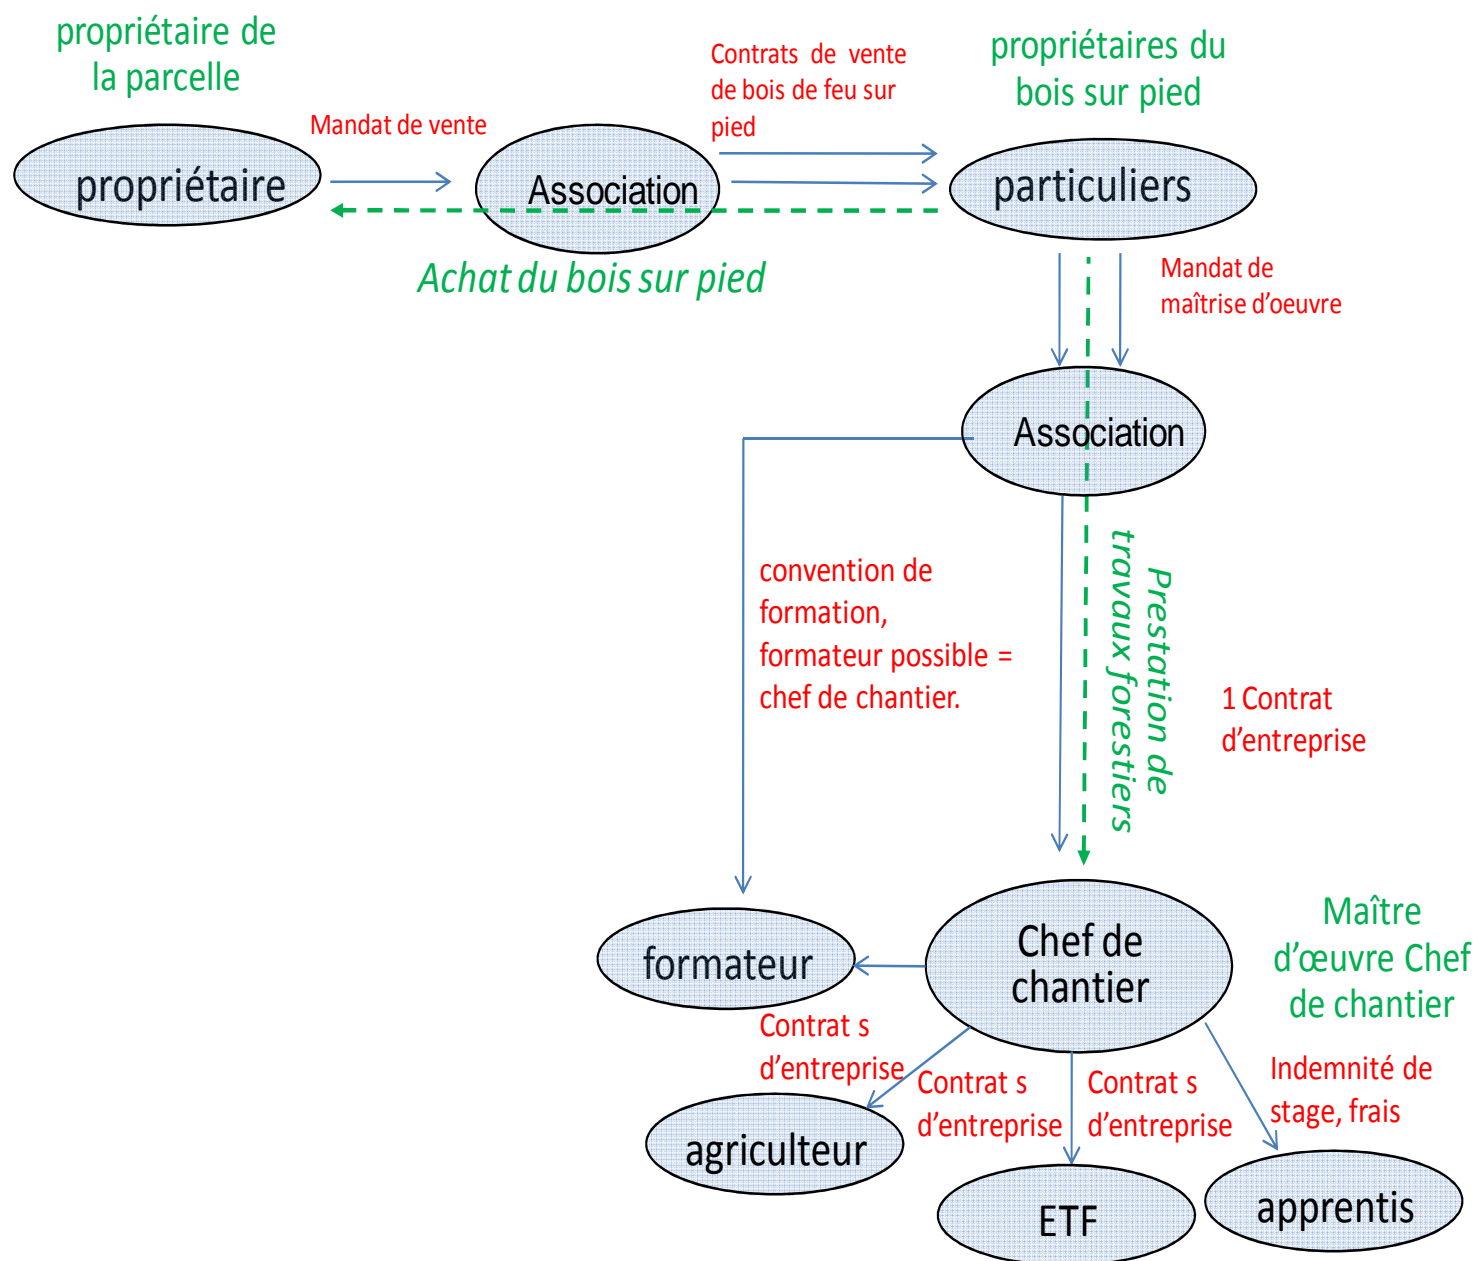 propriétaire de
la parcelle
Mandat de vente
Contrats de vente
de bois de feu sur
pied
propriétaires du
bois sur pied
propriétaire
Association
particuliers
Achat du bois sur pied
Mandat de
maîtrise d'oeuvre
Association
convention de
formation,
formateur possible =
chef de chantier.
Prestation de
travaux forestiers
1 Contrat
d'entreprise
formateur
Chef de
chantier
Maître
d'œuvre Chef
de chantier
Contrat s
d'entreprise
Contrat s
d'entreprise
Contrat s
d'entreprise
Indemnité de
stage, frais
agriculteur
ETF
apprentis